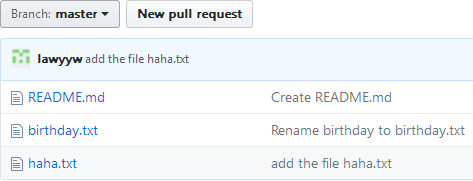 Branch: master New pull request
lawyyw add the file haha.txt
README.md Create README.md
birthday.txt Rename birthday to birthday.txt
haha.txt add the file haha.txt